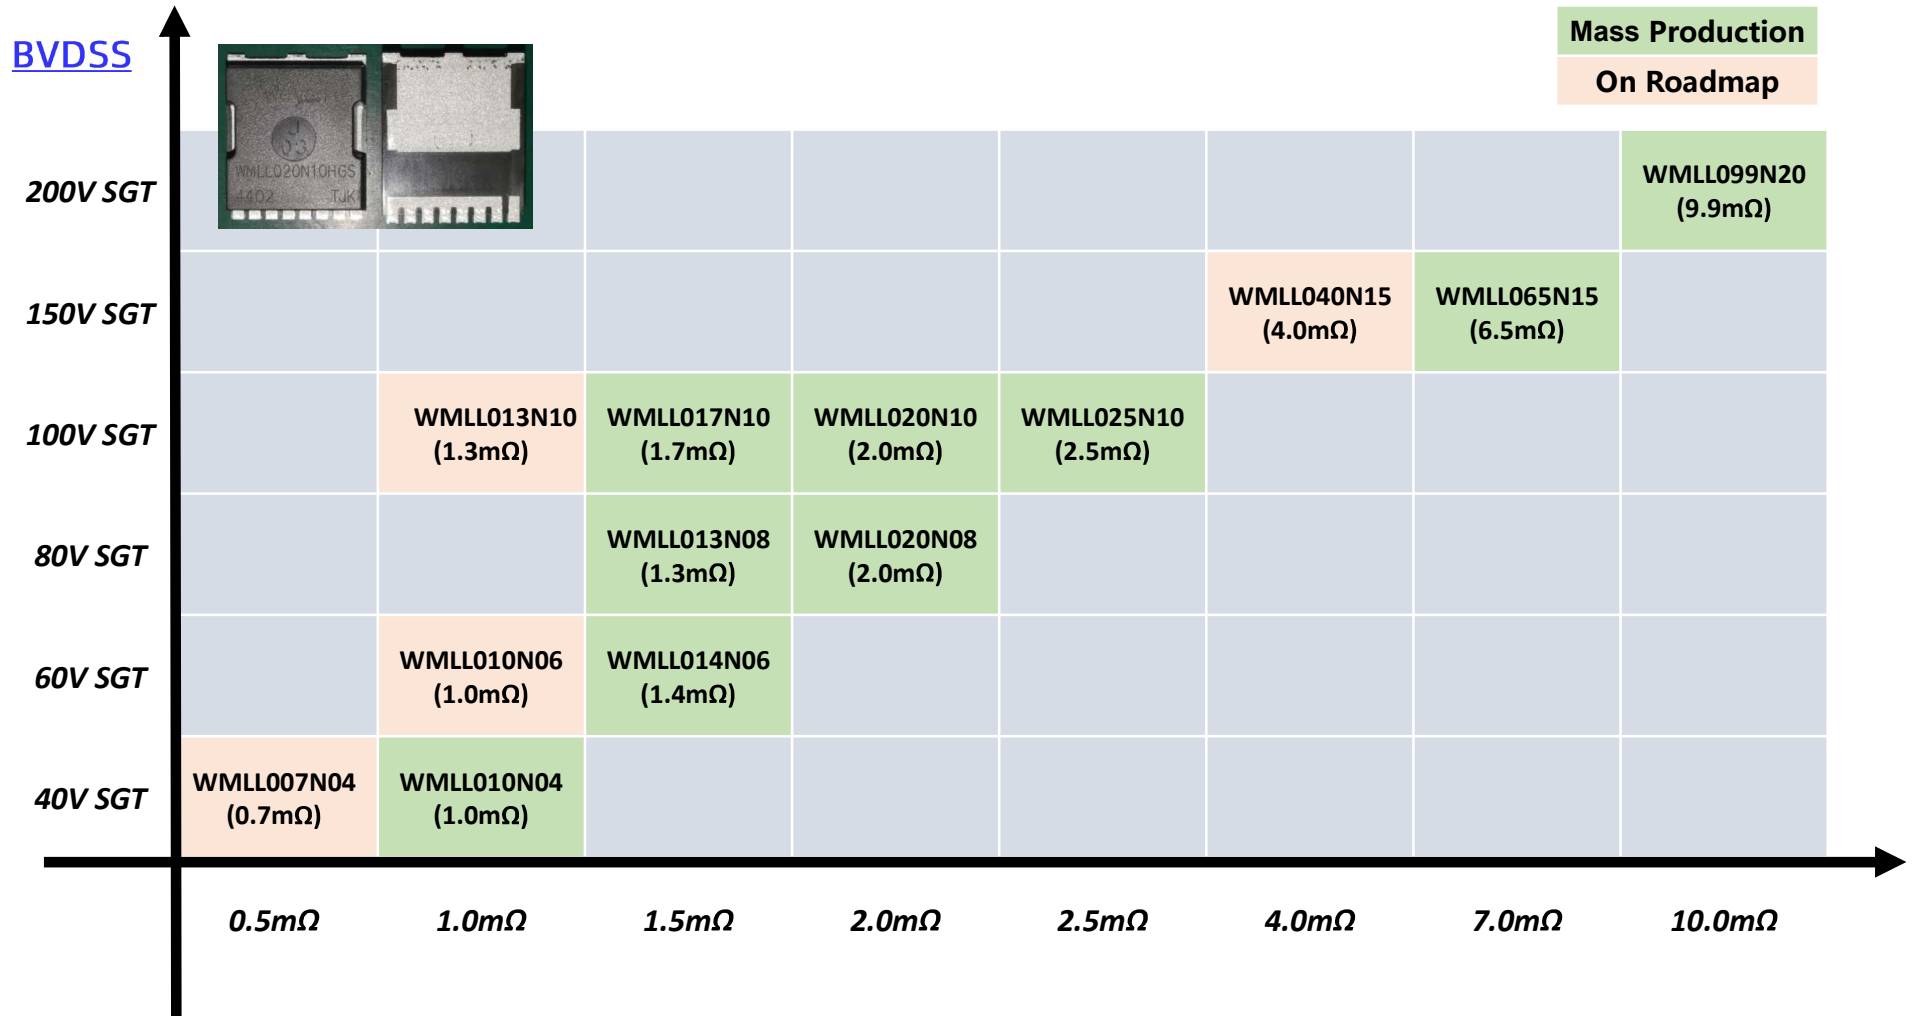 BVDSS
Mass Production
On Roadmap
J
03
WMLL020N10HGS
4402 TJK
200V SGT
WMLL099N20
(9.9mΩ)
150V SGT
WMLL040N15
(4.0mΩ)
WMLL065N15
(6.5mΩ)
100V SGT
WMLL013N10
(1.3mΩ)
WMLL017N10
(1.7mΩ)
WMLL020N10
(2.0mΩ)
WMLL025N10
(2.5mΩ)
80V SGT
WMLL013N08
(1.3mΩ)
WMLL020N08
(2.0mΩ)
60V SGT
WMLL010N06
(1.0mΩ)
WMLL014N06
(1.4mΩ)
40V SGT
WMLL007N04
(0.7mΩ)
WMLL010N04
(1.0mΩ)
0.5mΩ 1.0mΩ 1.5mΩ 2.0mΩ 2.5mΩ 4.0mΩ 7.0mΩ 10.0mΩ